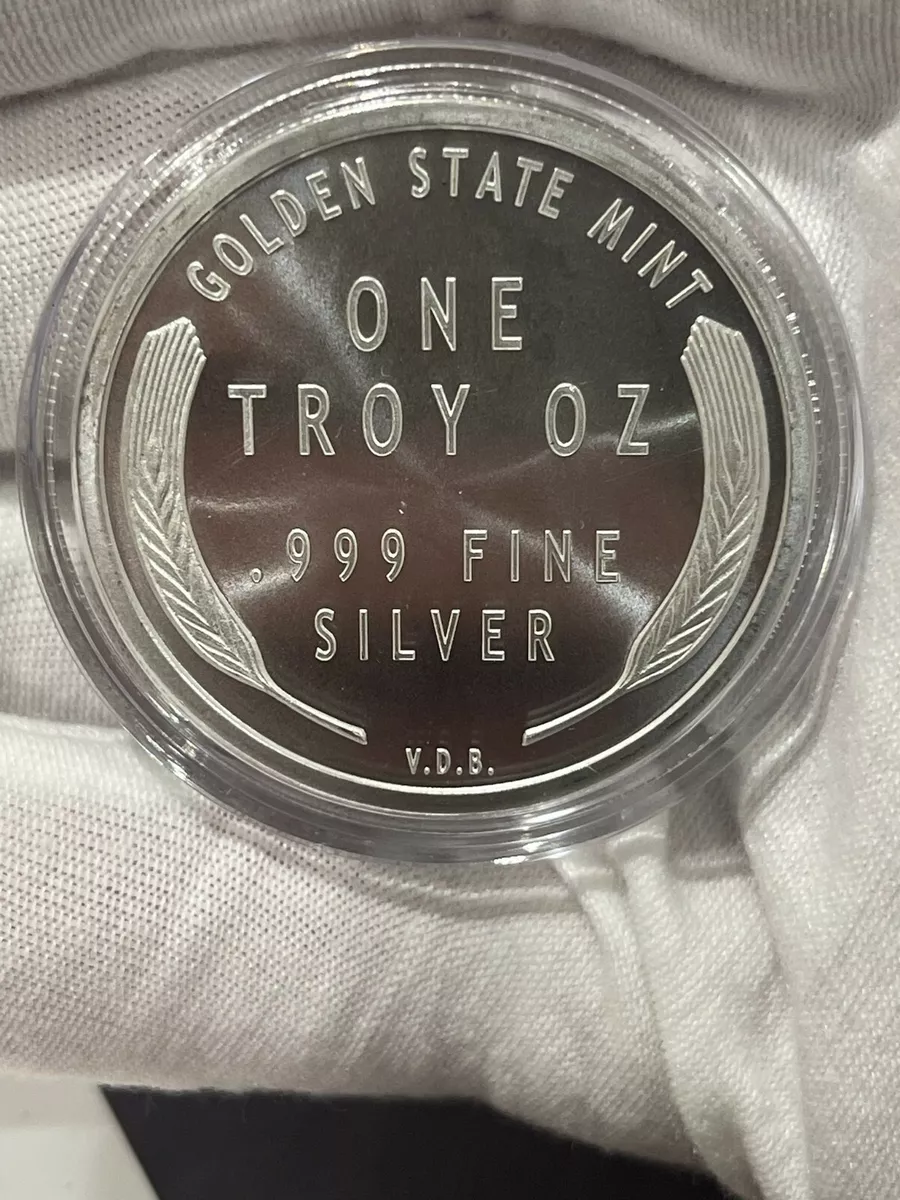 GOLDEN STATE MINT
ONE
TROY OZ
.999 FINE
SILVER
V.D.B.